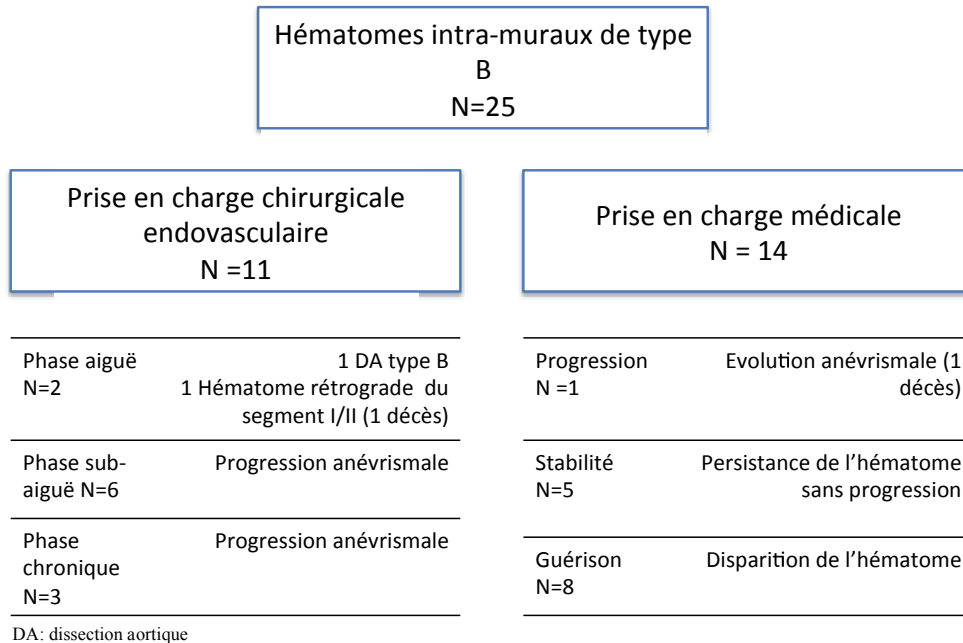 Hématomes intra-muraux de type
B
N=25
Prise en charge chirurgicale
endovasculaire
N =11
Prise en charge médicale
N = 14
Phase aiguë
N=2
1 DA type B
1 Hématome rétrograde du
segment I/II (1 décès)
Phase sub-
aiguë N=6
Progression anévrismale
Phase
chronique
N=3
Progression anévrismale
Progression
N =1
Evolution anévrismale (1
décès)
Stabilité
N=5
Persistance de l’hématome
sans progression
Guérison
N=8
Disparition de l’hématome
DA: dissection aortique